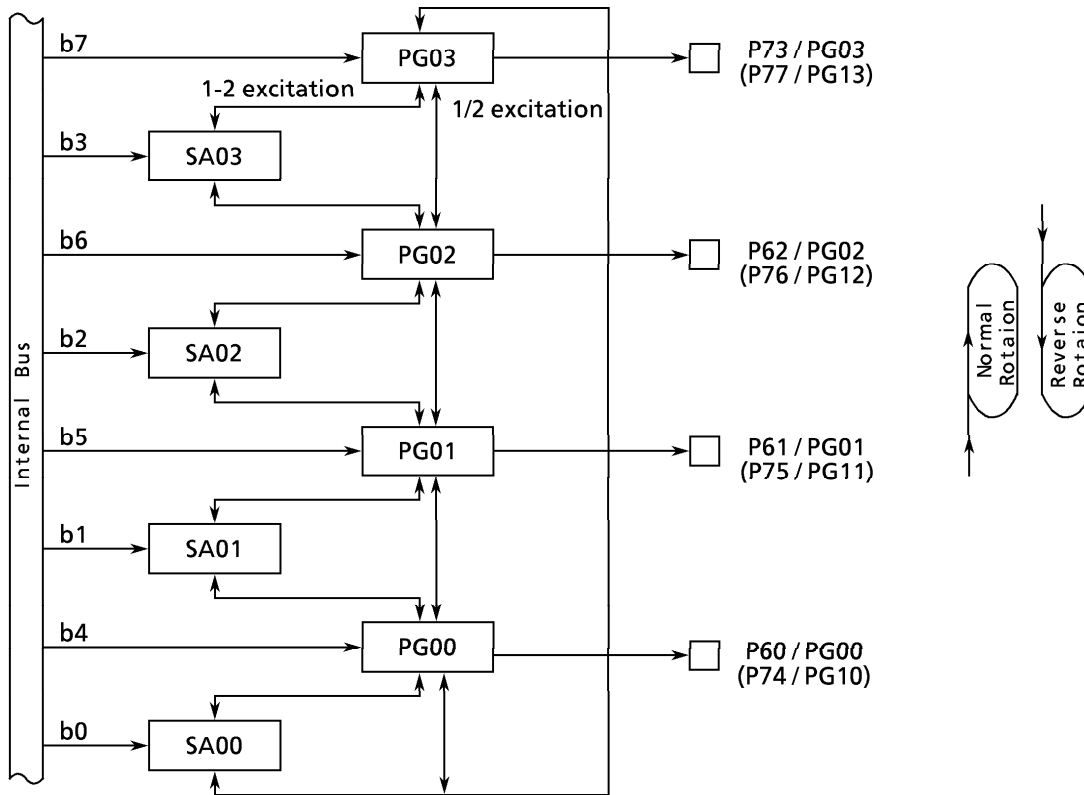 b7
PG03
P73 / PG03
(P77 / PG13)
1-2 excitation
1/2 excitation
b3
SA03
b6
PG02
P62 / PG02
(P76 / PG12)
b2
SA02
Internal Bus
Normal
Rotaion
Reverse
Rotaion
b5
PG01
P61 / PG01
(P75 / PG11)
b1
SA01
b4
PG00
P60 / PG00
(P74 / PG10)
b0
SA00